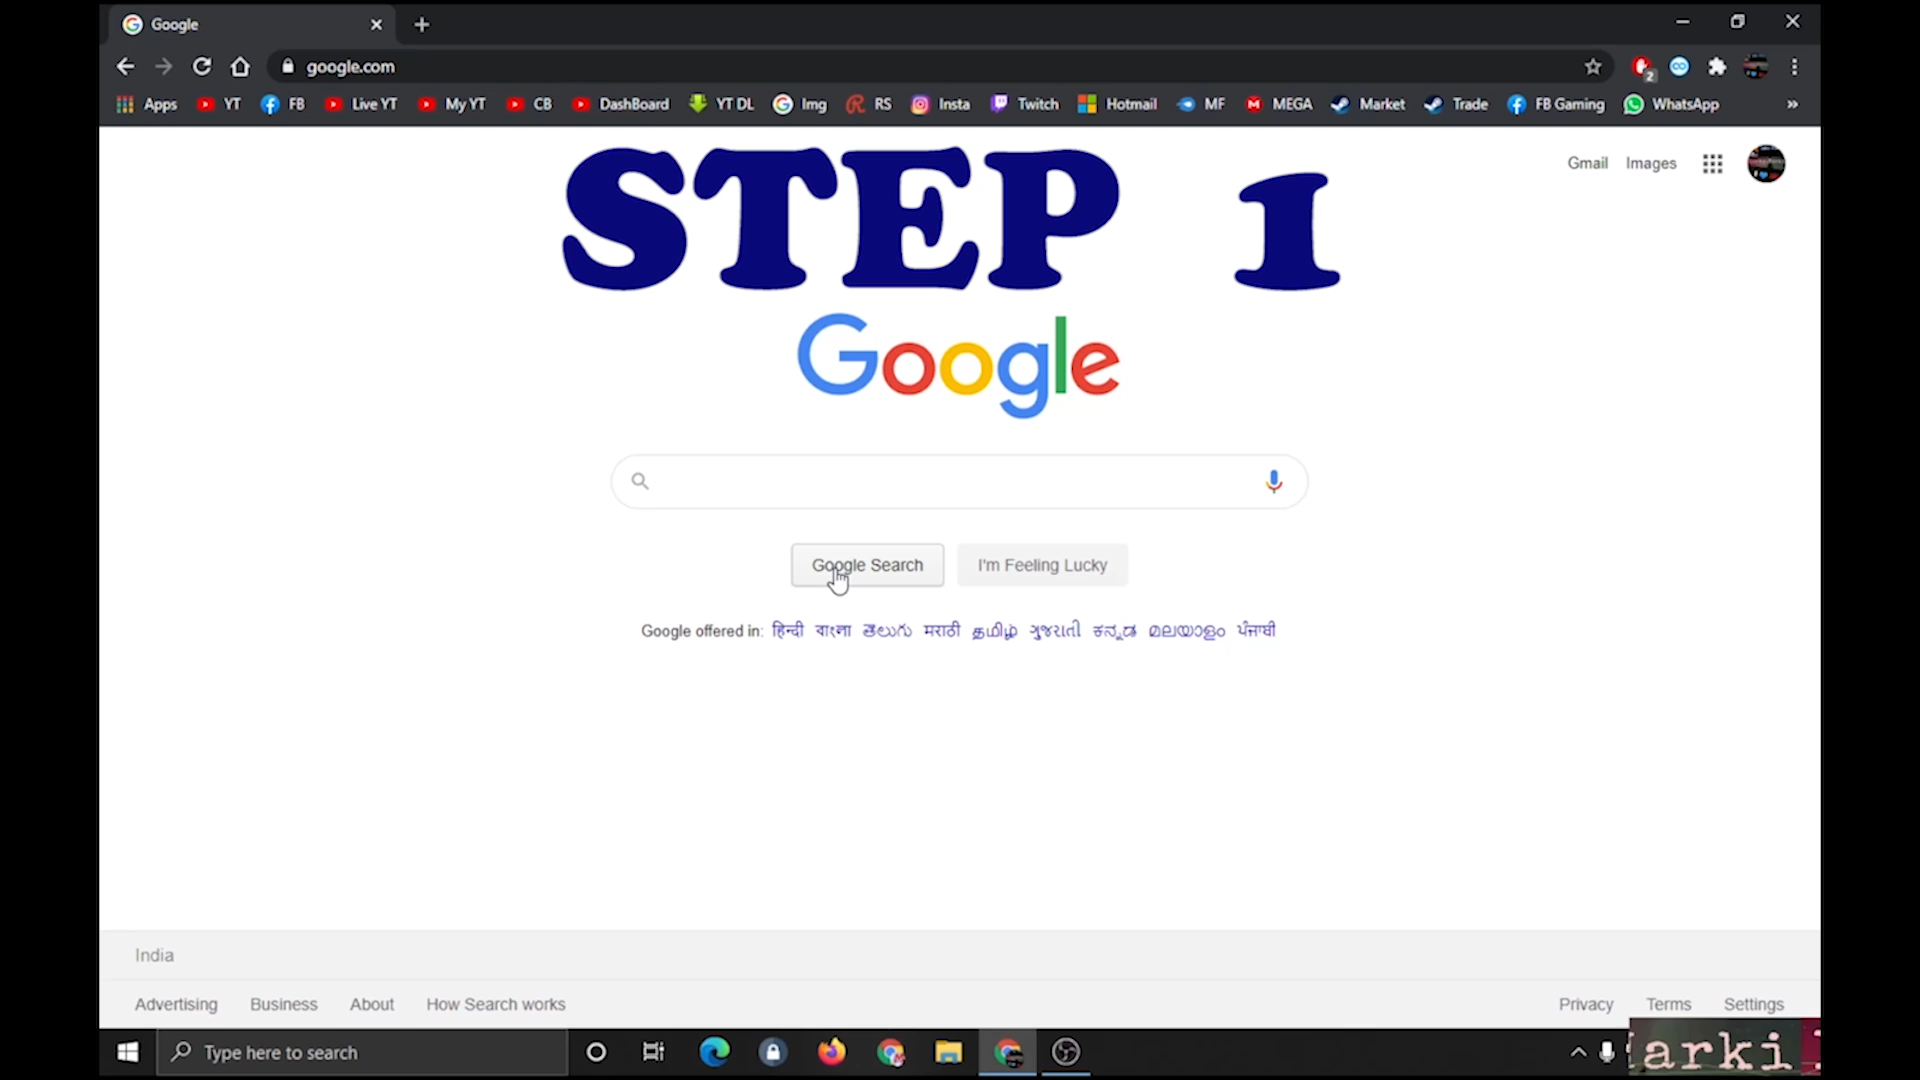 Google
google.com
Apps YT FB Live YT My YT CB DashBoard YT DL Img RS Insta Twitch Hotmail MF MEGA Market Trade FB Gaming WhatsApp »
STEP 1
Gmail Images
Google
Google Search I'm Feeling Lucky
Google offered in: हिन्दी বাংলা తెలుగు मराठी தமிழ் ગુજરાતી ಕನ್ನಡ മലയാളം ਪੰਜਾਬੀ
India
Advertising Business About How Search works Privacy Terms Settings
Type here to search